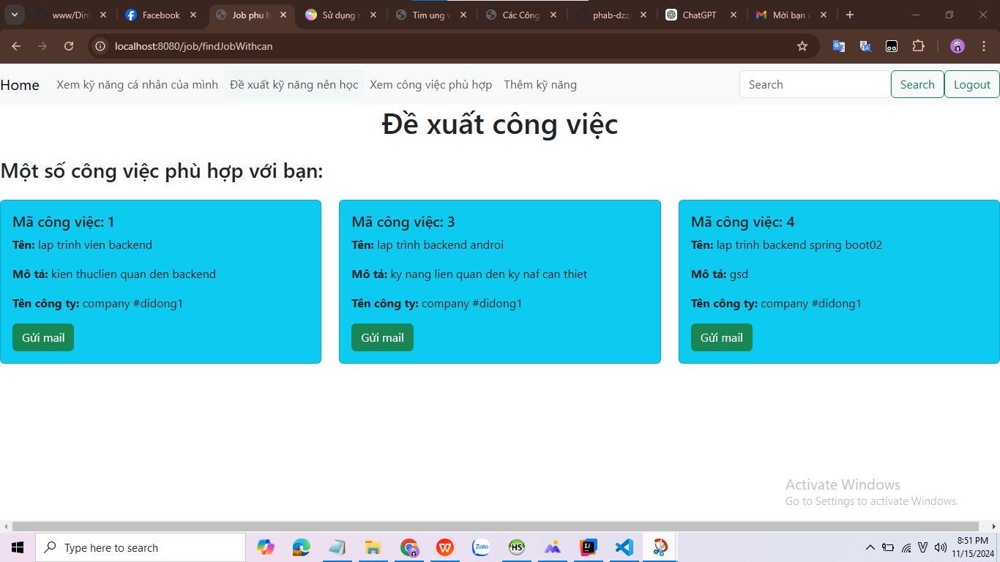 www/Dinh
Facebook
Job phu h
Sử dụng
Tim ung v
Các Công
phab-dzz
ChatGPT
Mời bạn
localhost:8080/job/findJobWithcan
Home Xem kỹ năng cá nhân của mình Đề xuất kỹ năng nên học Xem công việc phù hợp Thêm kỹ năng Search Search Logout
Đề xuất công việc
Một số công việc phù hợp với bạn:
Mã công việc: 1
Tên: lap trinh vien backend
Mô tả: kien thuclien quan den backend
Tên công ty: company #didong1
Gửi mail
Mã công việc: 3
Tên: lap trình backend androi
Mô tả: ky nang lien quan den ky naf can thiet
Tên công ty: company #didong1
Gửi mail
Mã công việc: 4
Tên: lap trinh backend spring boot02
Mô tả: gsd
Tên công ty: company #didong1
Gửi mail
Activate Windows
Go to Settings to activate Windows.
Type here to search
Zalo
HS
8:51 PM
11/15/2024